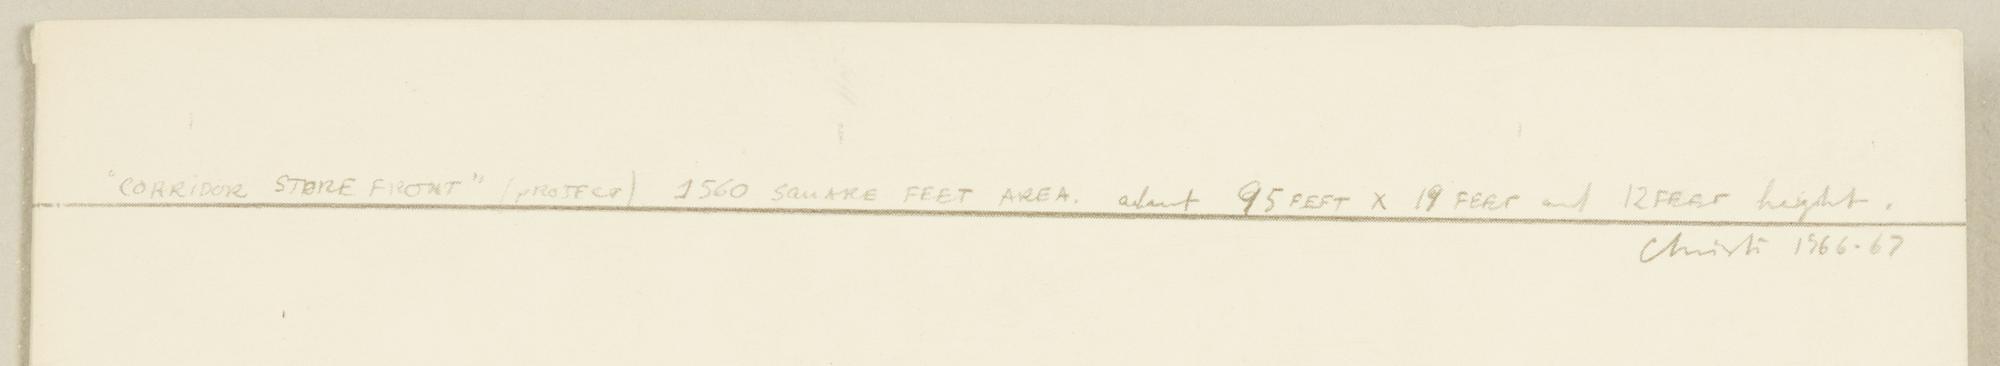 "CORRIDOR STORE FRONT" (PROJECT) 1560 SQUARE FEET AREA. about 95 FEET X 19 FEET and 12 FEET height.
Christo 1966-67